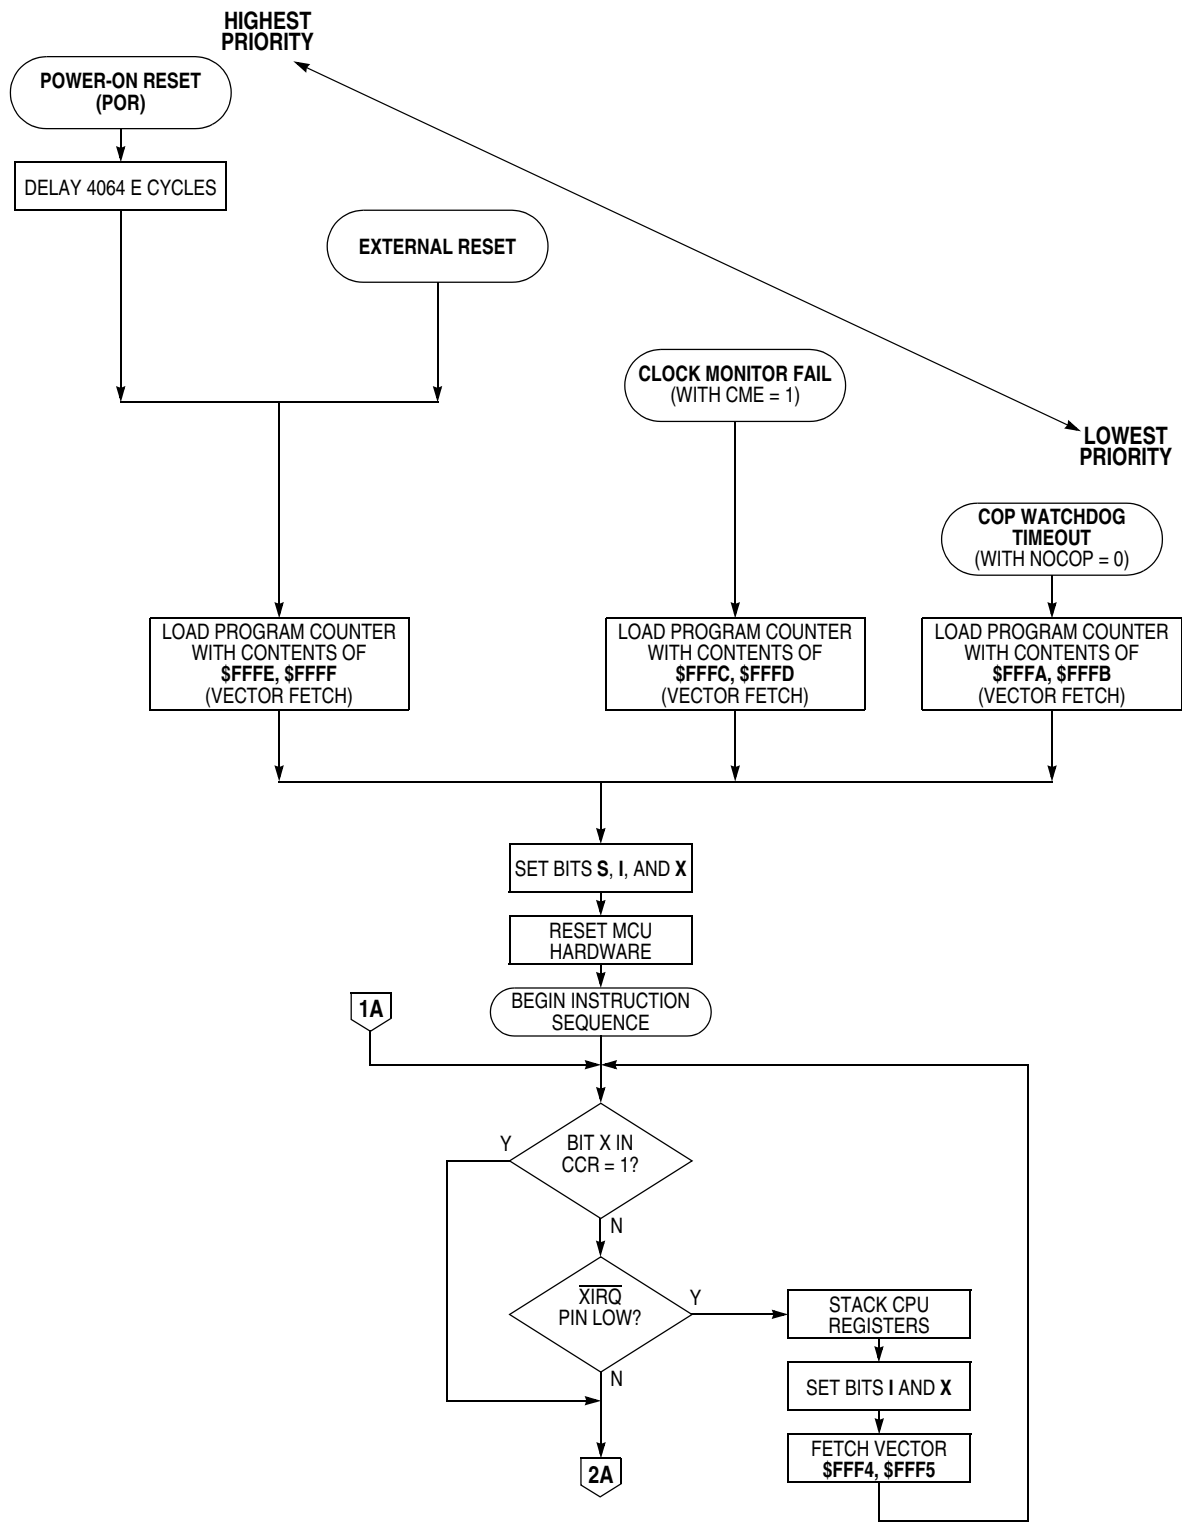 HIGHEST
PRIORITY
POWER-ON RESET
(POR)
DELAY 4064 E CYCLES
EXTERNAL RESET
CLOCK MONITOR FAIL
(WITH CME = 1)
LOWEST
PRIORITY
COP WATCHDOG
TIMEOUT
(WITH NOCOP = 0)
LOAD PROGRAM COUNTER
WITH CONTENTS OF
$FFFE, $FFFF
(VECTOR FETCH)
LOAD PROGRAM COUNTER
WITH CONTENTS OF
$FFFC, $FFFD
(VECTOR FETCH)
LOAD PROGRAM COUNTER
WITH CONTENTS OF
$FFFA, $FFFB
(VECTOR FETCH)
SET BITS S, I, AND X
RESET MCU
HARDWARE
BEGIN INSTRUCTION
SEQUENCE
1A
BIT X IN
CCR = 1?
Y
N
XIRQ
PIN LOW?
Y
N
STACK CPU
REGISTERS
SET BITS I AND X
FETCH VECTOR
$FFF4, $FFF5
2A